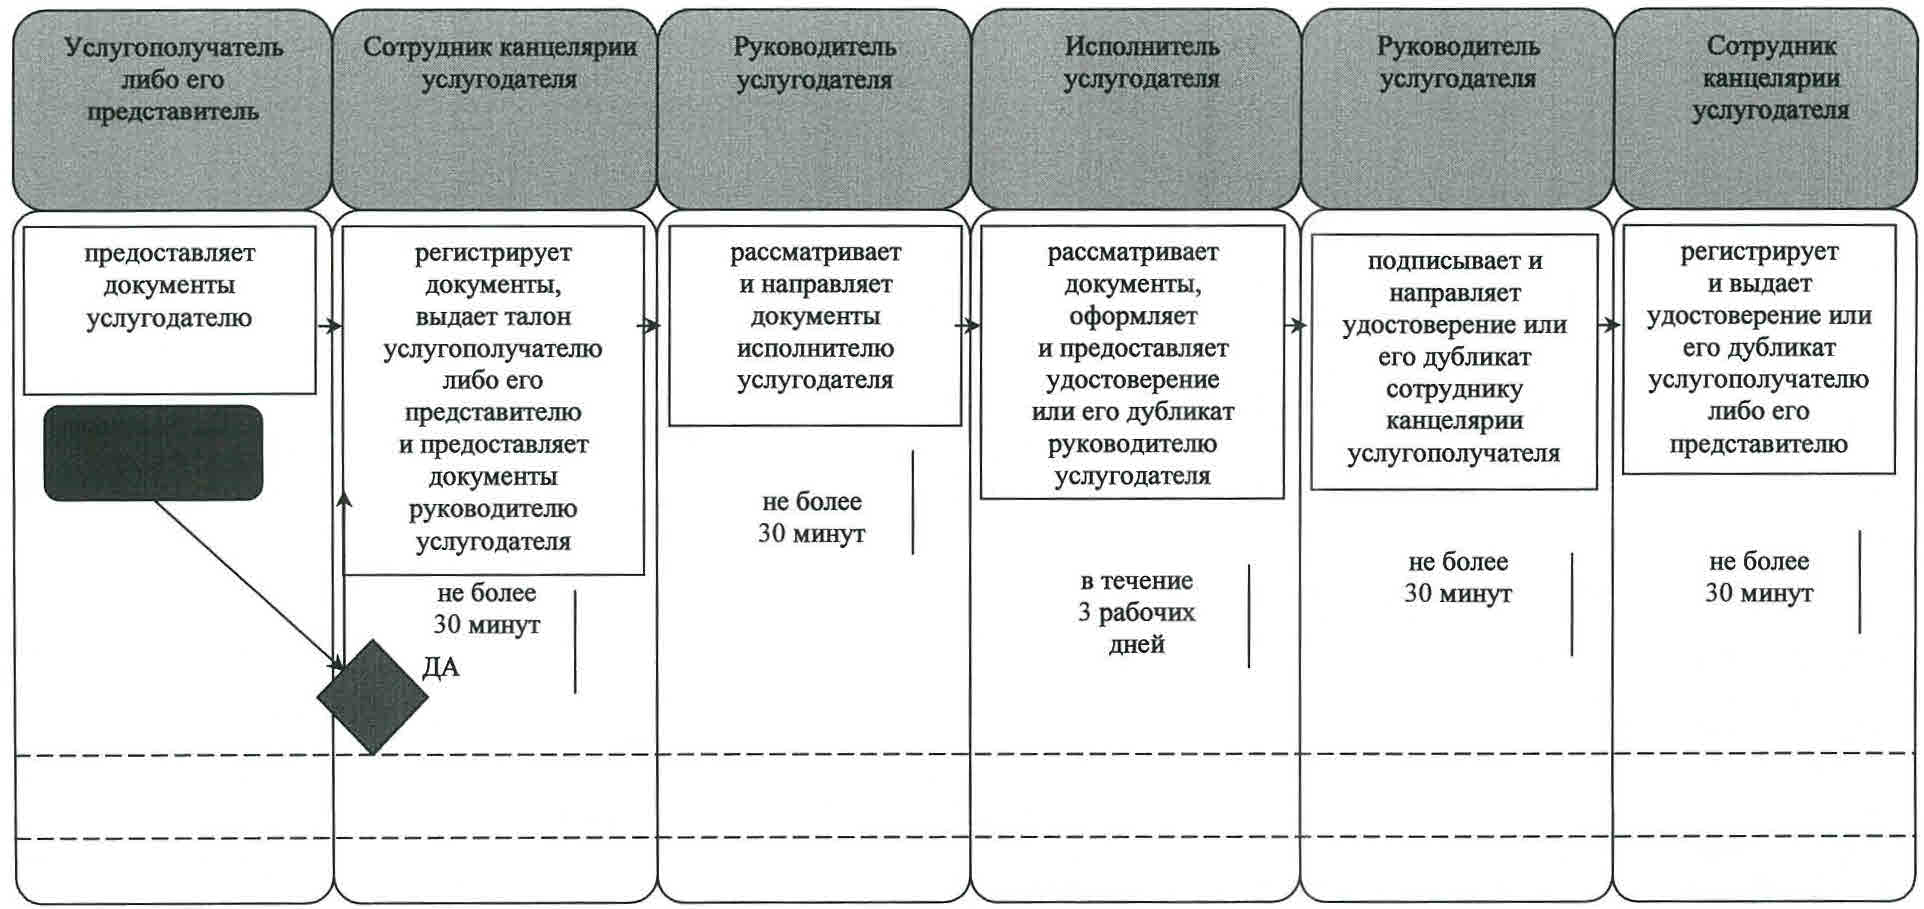 Услугополучатель
либо его
представитель
Сотрудник канцелярии
услугодателя
Руководитель
услугодателя
Исполнитель
услугодателя
Руководитель
услугодателя
Сотрудник
канцелярии
услугодателя
предоставляет
документы
услугодателю
регистрирует
документы,
выдает талон
услугополучателю
либо его
представителю
и предоставляет
документы
руководителю
услугодателя
рассматривает
и направляет
документы
исполнителю
услугодателя
рассматривает
документы,
оформляет
и предоставляет
удостоверение
или его дубликат
руководителю
услугодателя
подписывает и
направляет
удостоверение или
его дубликат
сотруднику
канцелярии
услугополучателя
регистрирует
и выдает
удостоверение или
его дубликат
услугополучателю
либо его
представителю
не более
30 минут
ДА
не более
30 минут
в течение
3 рабочих
дней
не более
30 минут
не более
30 минут